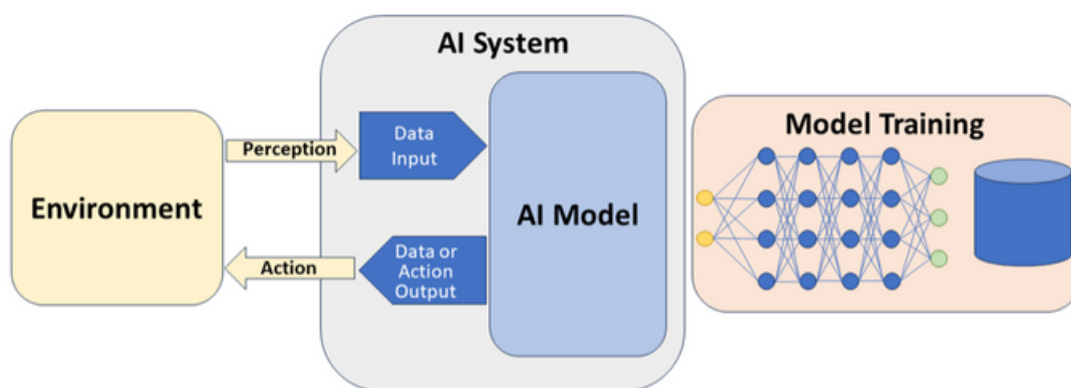 AI System
Environment
Perception
Data
Input
AI Model
Action
Data or
Action
Output
Model Training